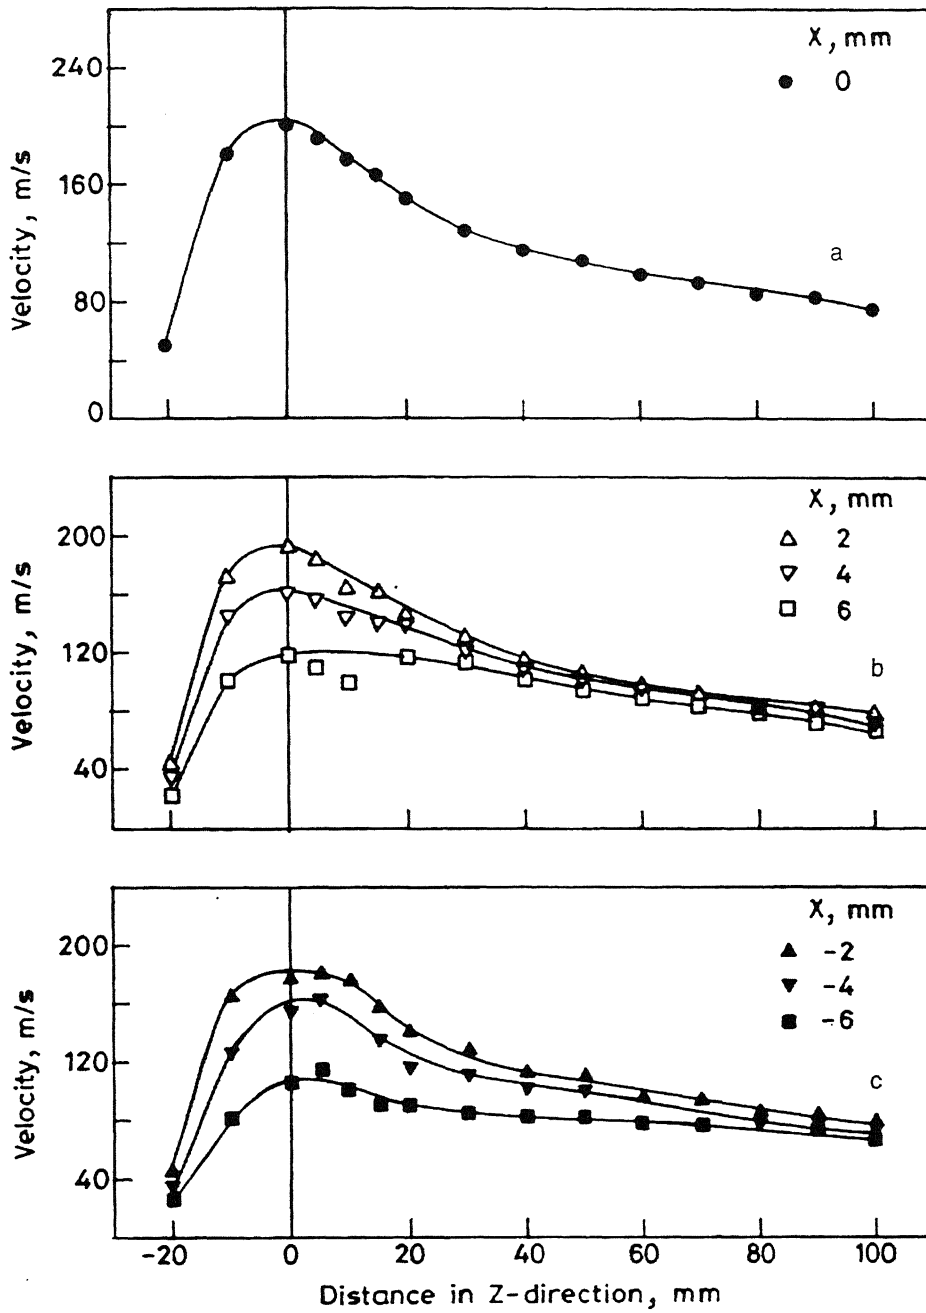 X, mm
240
● 0
160
Velocity, m/s
a
80
0
X, mm
200
△ 2
▽ 4
□ 6
120
Velocity, m/s
b
40
X, mm
200
▲ -2
▼ -4
■ -6
120
Velocity, m/s
c
40
-20 0 20 40 60 80 100
Distance in Z-direction, mm